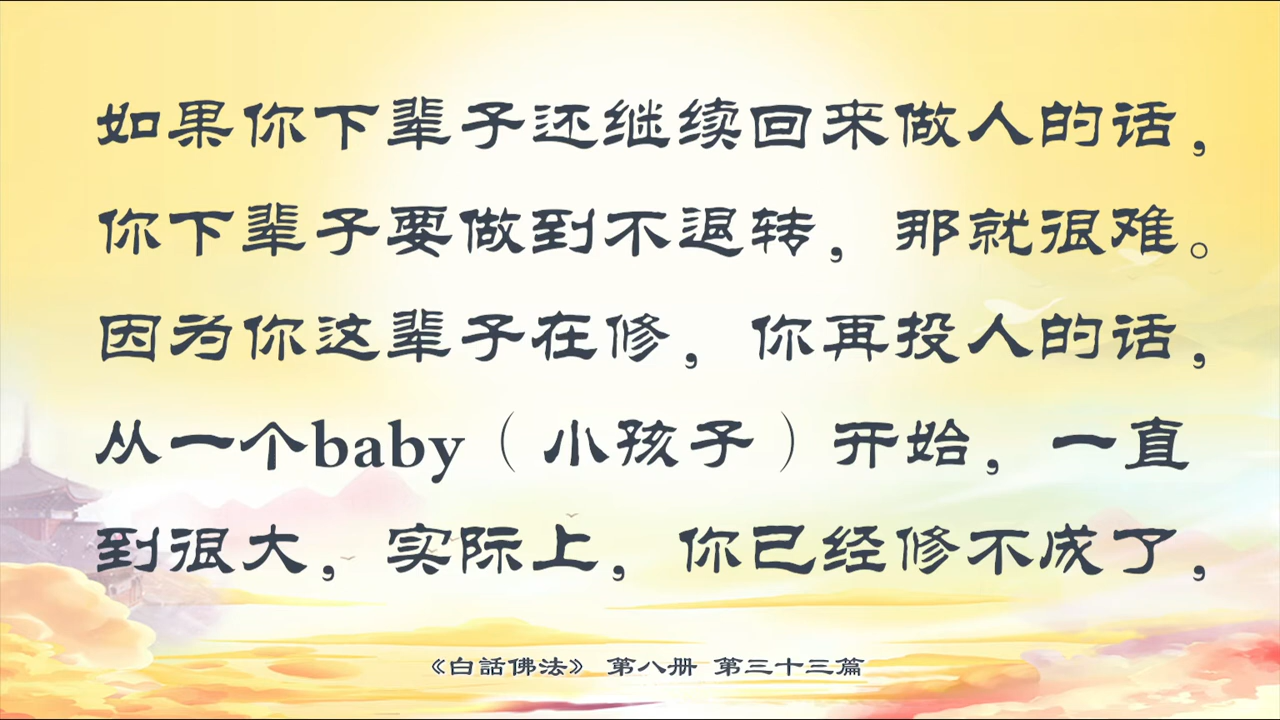 如果你下辈子还继续回来做人的话，
你下辈子要做到不退转，那就很难。
因为你这辈子在修，你再投人的话，
从一个baby（小孩子）开始，一直
到很大，实际上，你已经修不成了，
《白話佛法》 第八册 第三十三篇